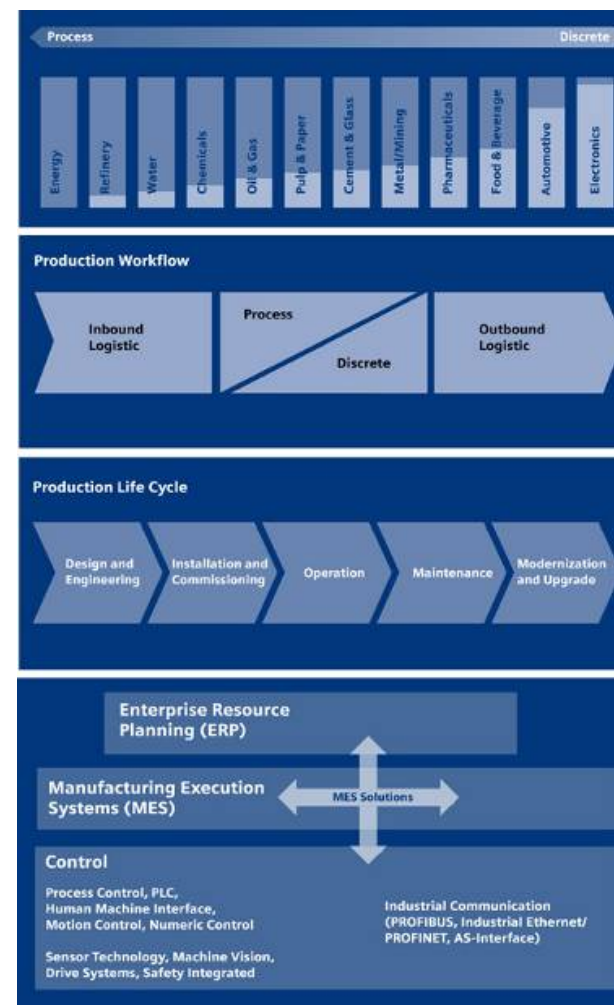 Process
Discrete
Energy
Refinery
Water
Chemicals
Oil & Gas
Pulp & Paper
Cement & Glass
Metal/Mining
Pharmaceuticals
Food & Beverage
Automotive
Electronics
Production Workflow
Inbound
Logistic
Process
Discrete
Outbound
Logistic
Production Life Cycle
Design and
Engineering
Installation and
Commissioning
Operation
Maintenance
Modernization
and Upgrade
Enterprise Resource
Planning (ERP)
Manufacturing Execution
Systems (MES)
MES Solutions
Control
Process Control, PLC,
Human Machine Interface,
Motion Control, Numeric Control
Sensor Technology, Machine Vision,
Drive Systems, Safety Integrated
Industrial Communication
(PROFIBUS, Industrial Ethernet/
PROFINET, AS-Interface)